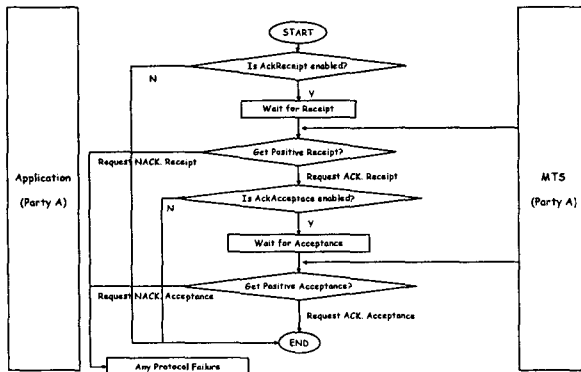 START
Is AckReceipt enabled?
N
Y
Wait for Receipt
Get Positive Receipt?
Request NACK. Receipt
Request ACK. Receipt
Application
(Party A)
MTS
(Party A)
Is AckAcceptace enabled?
N
Y
Wait for Acceptance
Get Positive Acceptance?
Request NACK. Acceptance
Request ACK. Acceptance
END
Any Protocol Failure